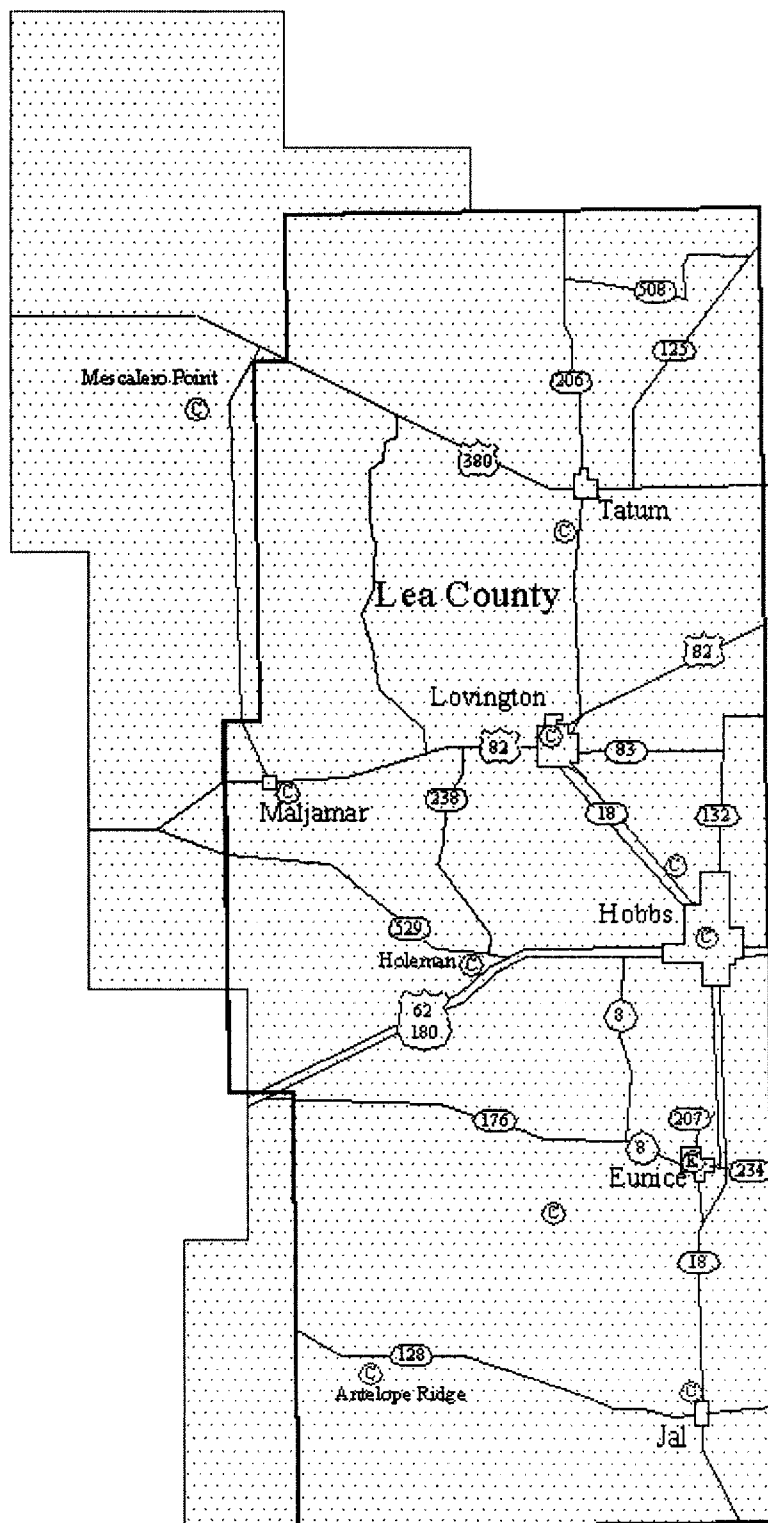 508
125
Mescalero Point
206
C
380
Tatum
C
Lea County
82
Lovington
C
82
83
C
Maljamar
238
18
132
C
Hobbs
C
529
Holeman
C
62
180
8
176
207
8
E
Eunice
234
C
18
128
C
Antelope Ridge
C
Jal